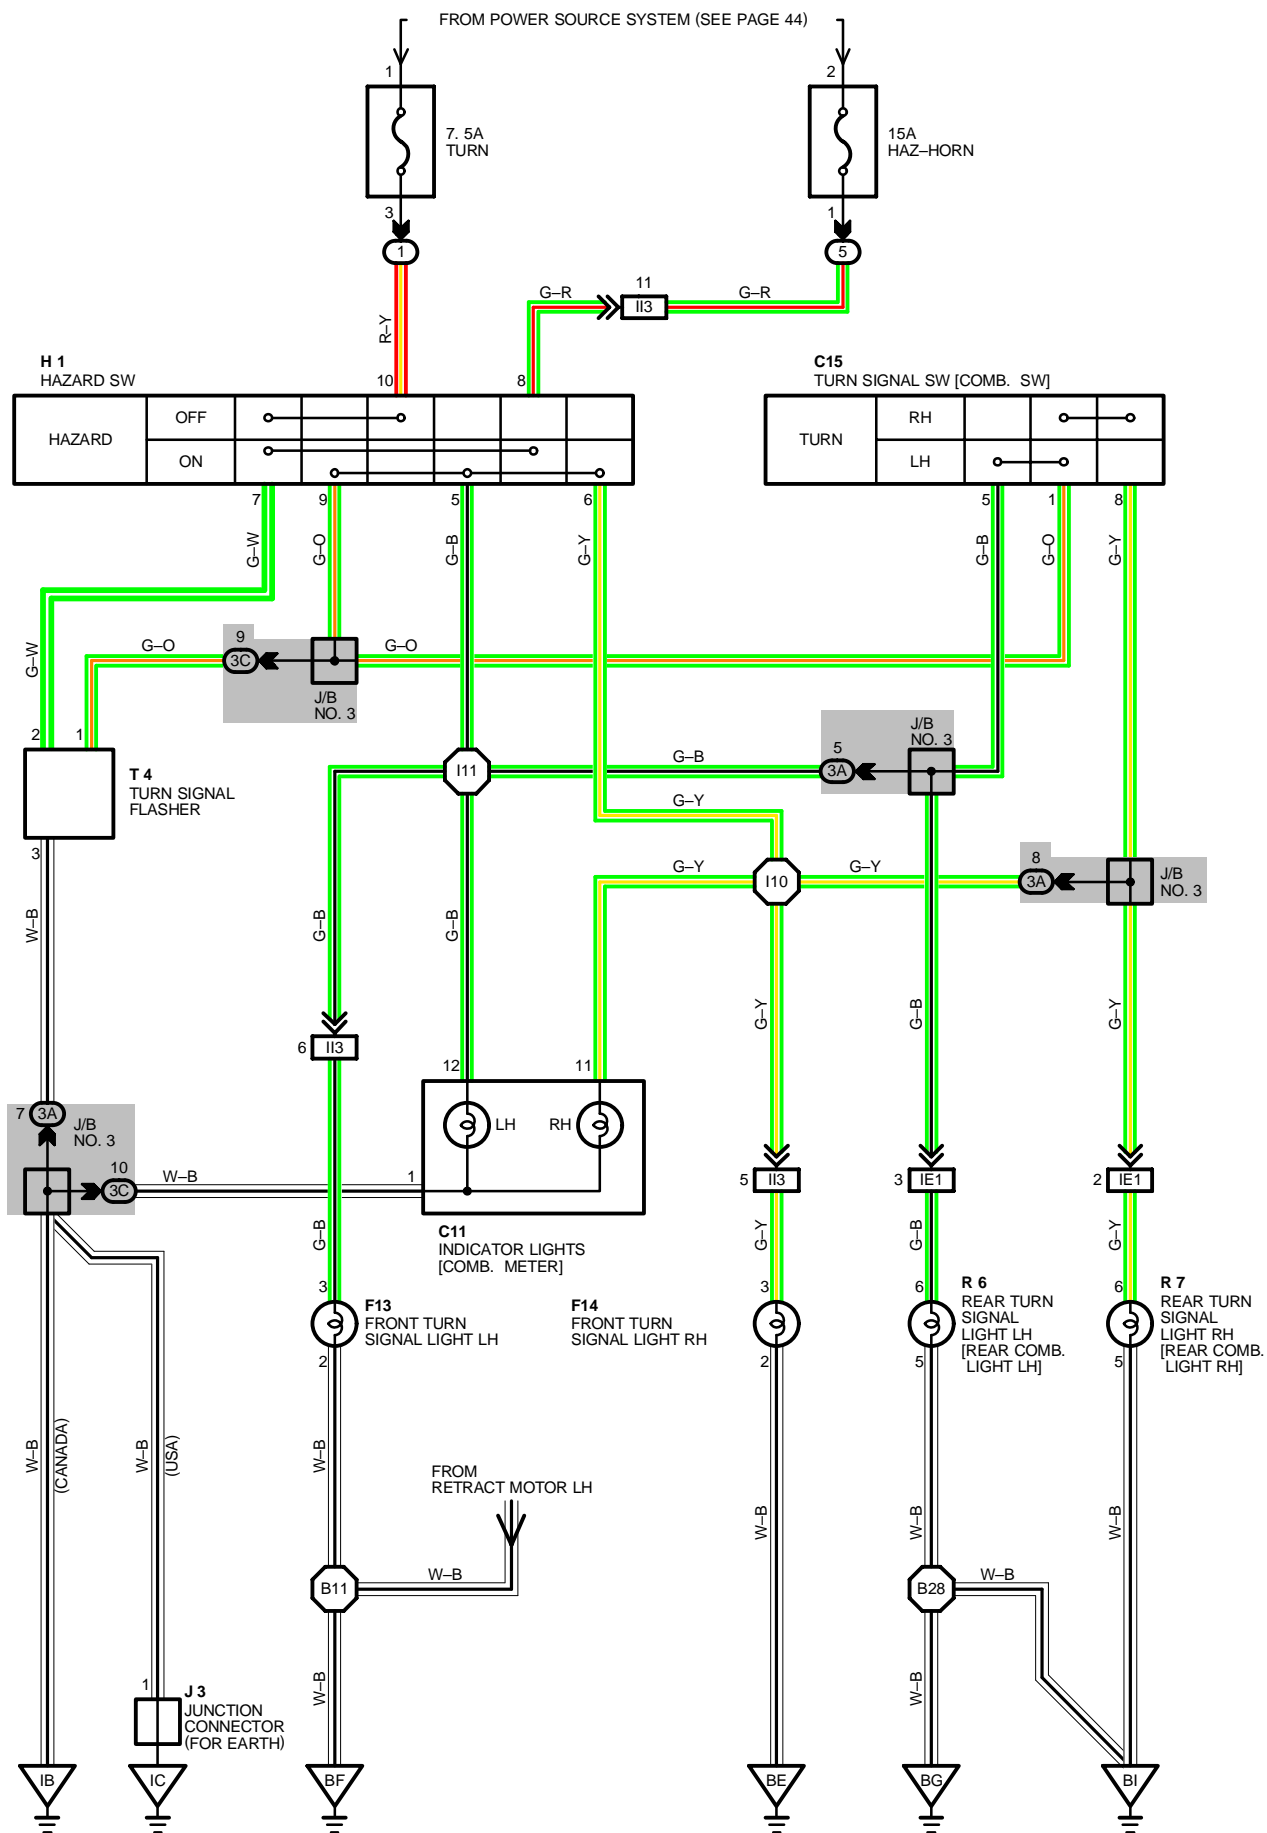 FROM POWER SOURCE SYSTEM (SEE PAGE 44)
1
2
7. 5A
TURN
15A
HAZ–HORN
3
1
1
5
11
G–R
II3
G–R
R–Y
H 1
HAZARD SW
10
8
C15
TURN SIGNAL SW [COMB. SW]
HAZARD
OFF
ON
TURN
RH
LH
7
9
5
6
5
1
8
G–W
G–O
G–B
G–Y
G–B
G–O
G–Y
G–W
G–O
9
3C
G–O
J/B
NO. 3
2
1
T 4
TURN SIGNAL
FLASHER
I11
G–B
5
3A
J/B
NO. 3
G–Y
3
G–Y
I10
G–Y
8
3A
J/B
NO. 3
W–B
G–B
G–B
G–Y
G–B
G–Y
6
II3
12
11
LH
RH
7
3A
J/B
NO. 3
10
3C
W–B
1
5
II3
3
IE1
2
IE1
C11
INDICATOR LIGHTS
[COMB. METER]
G–B
G–Y
G–B
G–Y
3
F13
FRONT TURN
SIGNAL LIGHT LH
2
F14
FRONT TURN
SIGNAL LIGHT RH
3
2
6
R 6
REAR TURN
SIGNAL
LIGHT LH
[REAR COMB.
LIGHT LH]
5
6
R 7
REAR TURN
SIGNAL
LIGHT RH
[REAR COMB.
LIGHT RH]
5
W–B
(CANADA)
W–B
(USA)
W–B
FROM
RETRACT MOTOR LH
W–B
W–B
W–B
B11
W–B
B28
W–B
W–B
W–B
1
J 3
JUNCTION
CONNECTOR
(FOR EARTH)
IB
IC
BF
BE
BG
BI